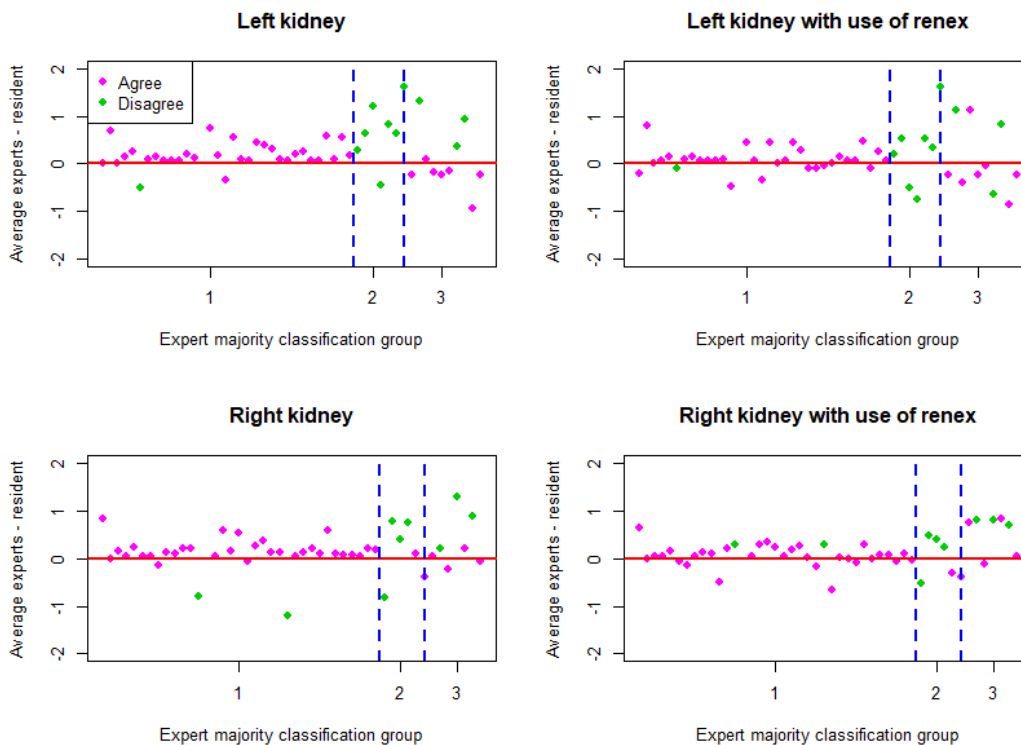 Left kidney
Average experts - resident
2
1
0
-1
-2
Agree
Disagree
1 2 3
Expert majority classification group
Left kidney with use of renex
Average experts - resident
2
1
0
-1
-2
1 2 3
Expert majority classification group
Right kidney
Average experts - resident
2
1
0
-1
-2
1 2 3
Expert majority classification group
Right kidney with use of renex
Average experts - resident
2
1
0
-1
-2
1 2 3
Expert majority classification group